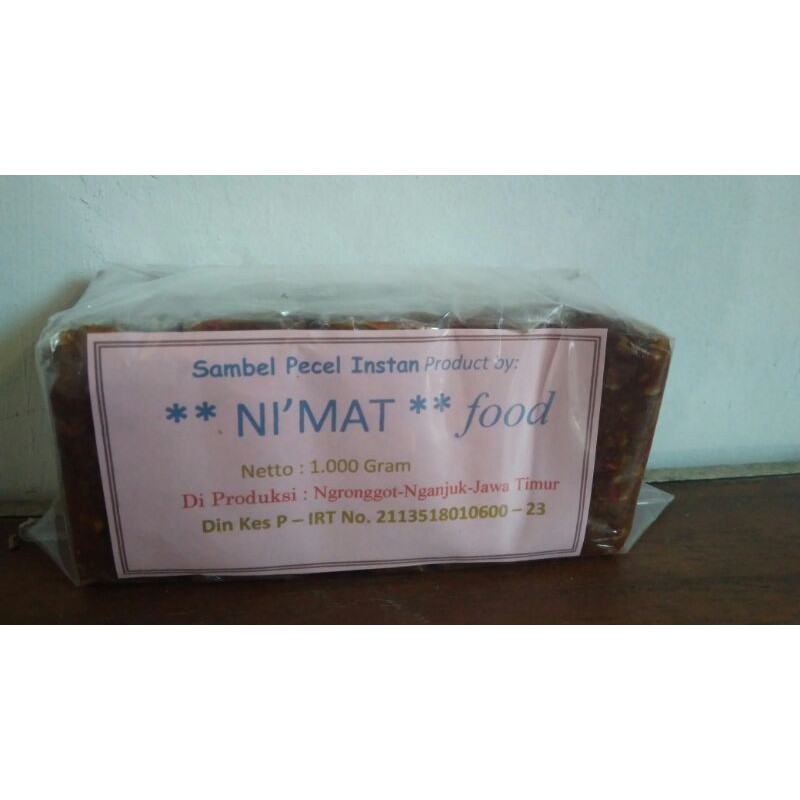 Sambel Pecel Instan Product by:
** NI'MAT ** food
Netto : 1.000 Gram
Di Produksi : Ngronggot-Nganjuk-Jawa Timur
Din Kes P – IRT No. 2113518010600 – 23